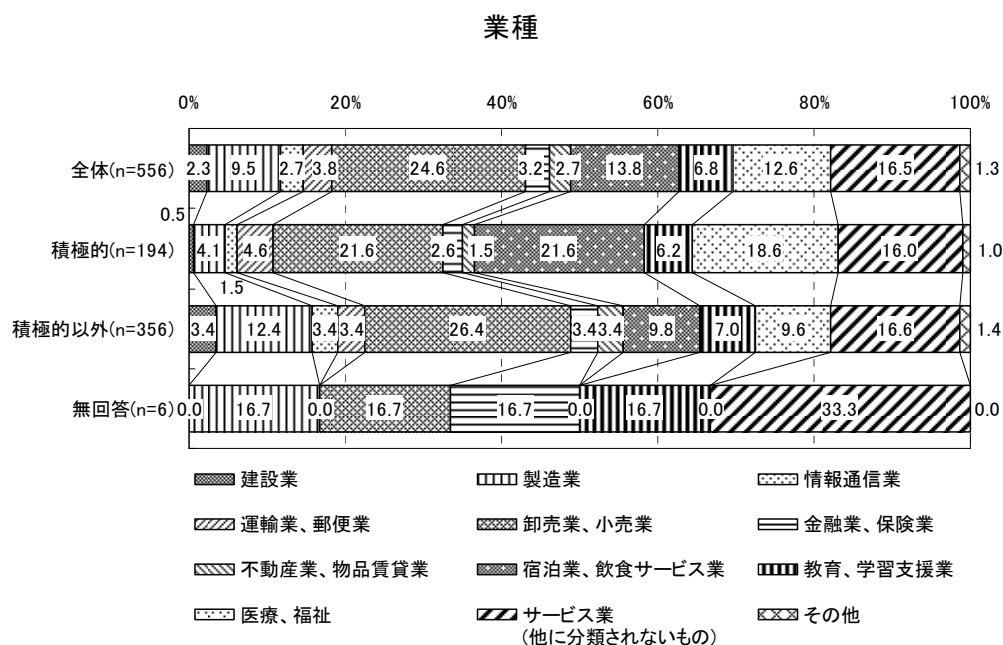 業種
0% 20% 40% 60% 80% 100%
全体(n=556) 2.3 9.5 2.7 3.8 24.6 3.2 2.7 13.8 6.8 12.6 16.5 1.3
0.5
積極的(n=194) 4.1 4.6 21.6 2.6 1.5 21.6 6.2 18.6 16.0 1.0
1.5
積極的以外(n=356) 3.4 12.4 3.4 3.4 26.4 3.4 3.4 9.8 7.0 9.6 16.6 1.4
無回答(n=6) 0.0 16.7 0.0 16.7 16.7 0.0 16.7 0.0 33.3 0.0
建設業 製造業 情報通信業
運輸業、郵便業 卸売業、小売業 金融業、保険業
不動産業、物品賃貸業 宿泊業、飲食サービス業 教育、学習支援業
医療、福祉 サービス業 その他
(他に分類されないもの)